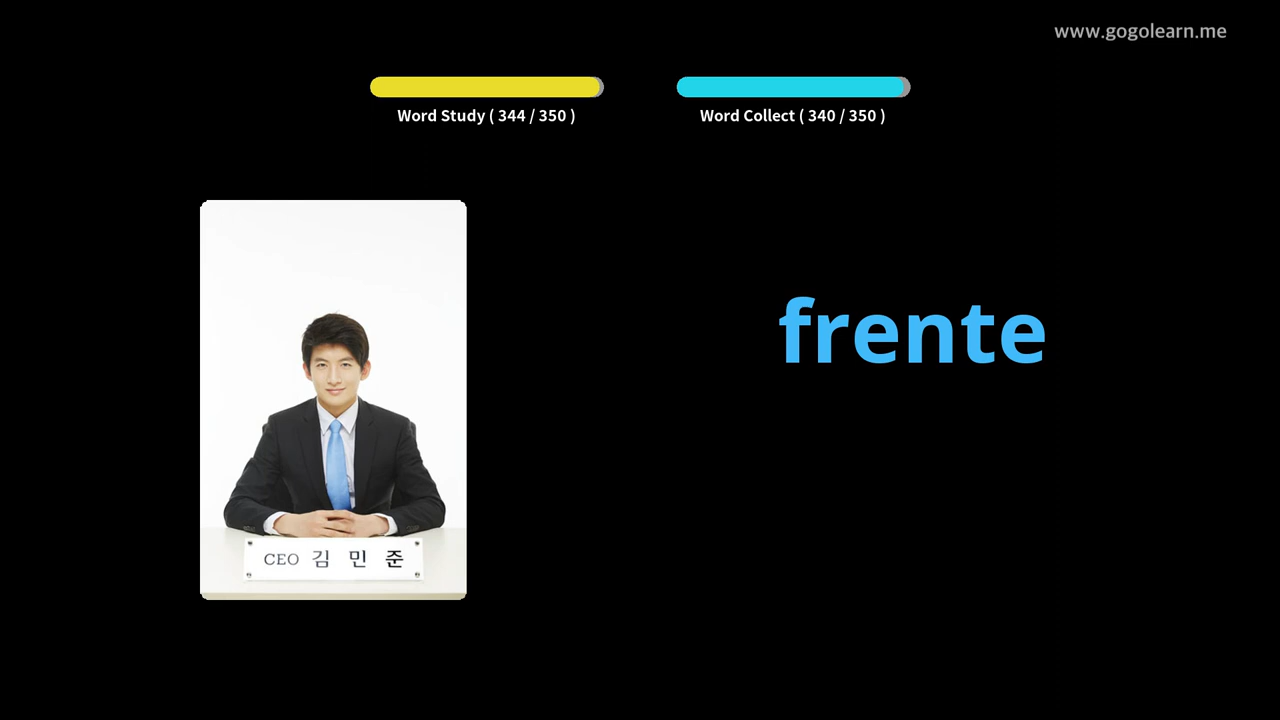 www.gogolearn.me
Word Study ( 344 / 350 )
Word Collect ( 340 / 350 )
frente
CEO 김 민 준